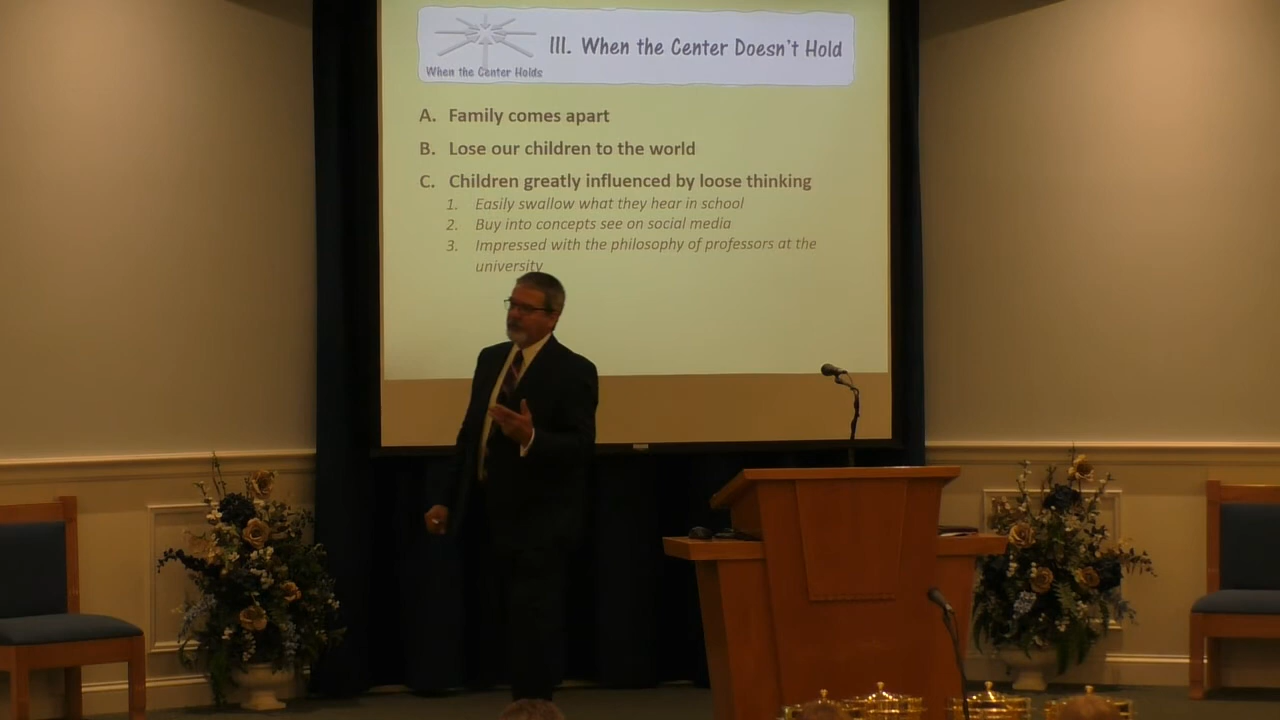 III. When the Center Doesn't Hold
When the Center Holds
A. Family comes apart
B. Lose our children to the world
C. Children greatly influenced by loose thinking
1. Easily swallow what they hear in school
2. Buy into concepts see on social media
3. Impressed with the philosophy of professors at the
university